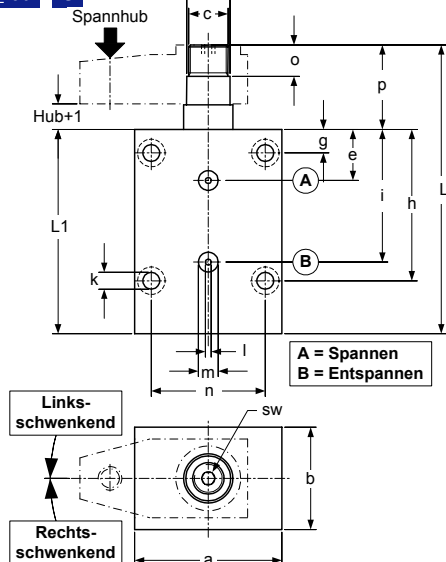 Spannhub
c
o
p
Hub+1
g
e
A
i
h
L
L1
B
k
l
m
n
A = Spannen
B = Entspannen
Links-
schwenkend
sw
b
Rechts-
schwenkend
a